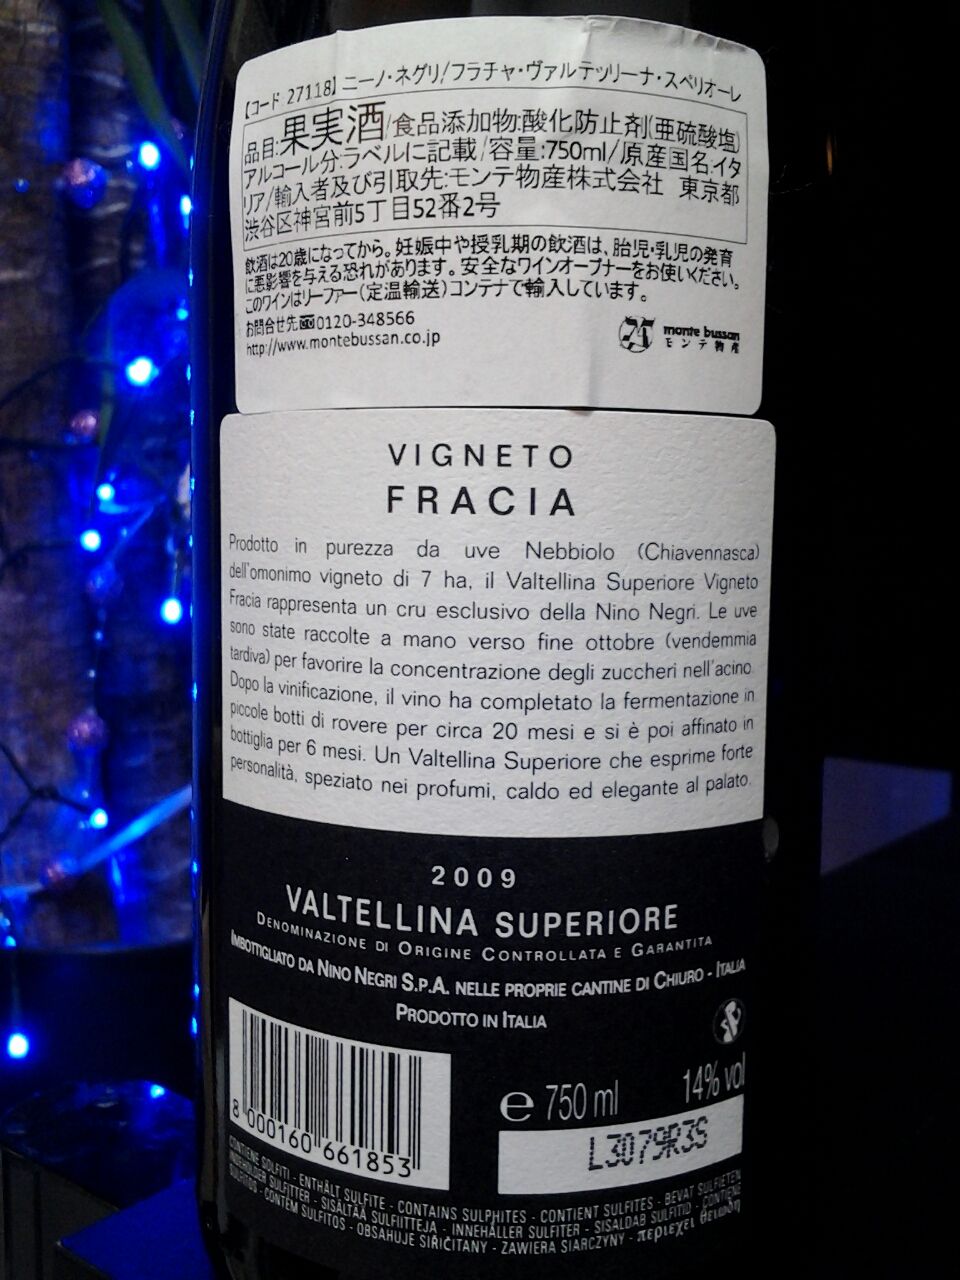 【コード:27118】ニーノ・ネグリ/フラチャ・ヴァルテッリーナ・スペリオーレ
品目:果実酒/食品添加物:酸化防止剤(亜硫酸塩)
アルコール分:ラベルに記載/容量:750ml/原産国名:イタ
リア/輸入者及び引取先:モンテ物産株式会社 東京都
渋谷区神宮前5丁目52番2号
飲酒は20歳になってから。妊娠中や授乳期の飲酒は、胎児・乳児の発育
に悪影響を与える恐れがあります。安全なワインオープナーをお使いください。
このワインはリーファー(定温輸送)コンテナで輸入しています。
お問合せ先0120-348566
http://www.montebussan.co.jp
monte bussan
モンテ物産
VIGNETO
FRACIA
Prodotto in purezza da uve Nebbiolo (Chiavennasca)
dell'omonimo vigneto di 7 ha, il Valtellina Superiore Vigneto
Fracia rappresenta un cru esclusivo della Nino Negri. Le uve
sono state raccolte a mano verso fine ottobre (vendemmia
tardiva) per favorire la concentrazione degli zuccheri nell'acino.
Dopo la vinificazione, il vino ha completato la fermentazione in
piccole botti di rovere per circa 20 mesi e si è poi affinato in
bottiglia per 6 mesi. Un Valtellina Superiore che esprime forte
personalità, speziato nei profumi, caldo ed elegante al palato.
2009
VALTELLINA SUPERIORE
DENOMINAZIONE DI ORIGINE CONTROLLATA E GARANTITA
IMBOTTIGLIATO DA NINO NEGRI S.P.A. NELLE PROPRIE CANTINE DI CHIURO - ITALIA
PRODOTTO IN ITALIA
e 750 ml 14% vol
8 000160 661853
L3079R3S
CONTIENE SOLFITI - ENTHÄLT SULFITE - CONTAINS SULPHITES - CONTIENT SULFITES - BEVAT SULFIETEN
INDEHOLDER SULFITTER - SISÄLTÄÄ SULFIITTEJA - INNEHÅLLER SULFITER - SISALDAB SULFITID - CONTIENE
SULFITOS - CONTÉM SULFITOS - OBSAHUJE SIŘIČITANY - ZAWIERA SIARCZYNY - περιεχει θειωδη